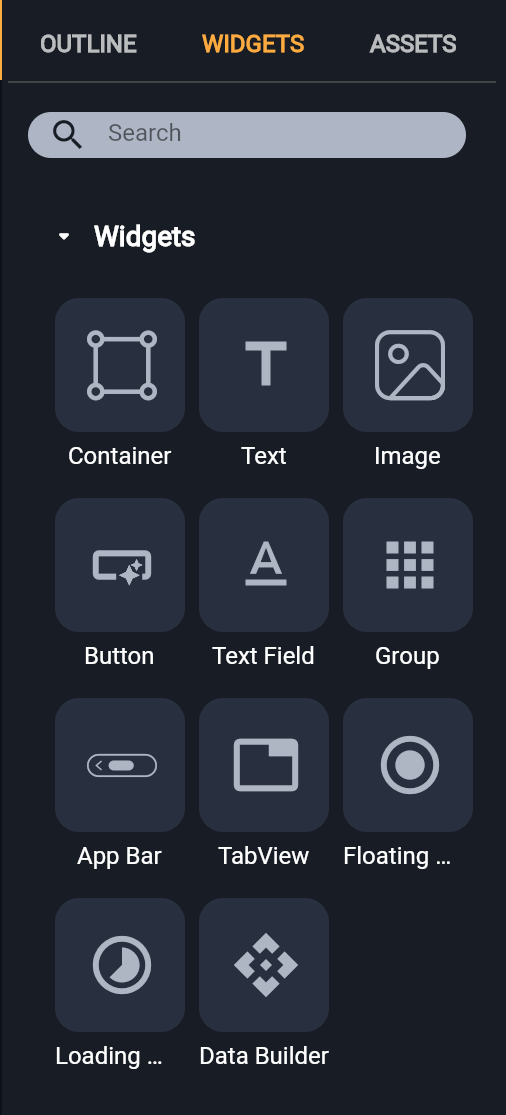 OUTLINE WIDGETS ASSETS
Search
Widgets
Container Text Image
Button Text Field Group
App Bar TabView Floating ...
Loading ... Data Builder